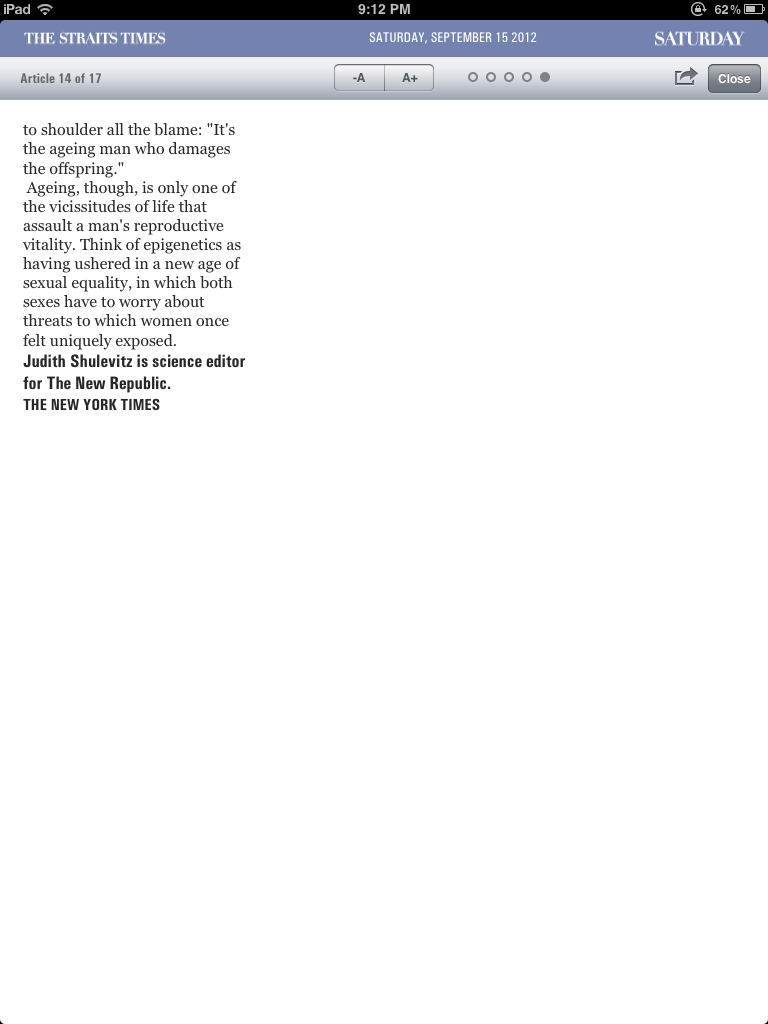 iPad 9:12 PM 62%
THE STRAITS TIMES SATURDAY, SEPTEMBER 15 2012 SATURDAY
Article 14 of 17 -A A+ Close
to shoulder all the blame: "It's
the ageing man who damages
the offspring."
Ageing, though, is only one of
the vicissitudes of life that
assault a man's reproductive
vitality. Think of epigenetics as
having ushered in a new age of
sexual equality, in which both
sexes have to worry about
threats to which women once
felt uniquely exposed.
Judith Shulevitz is science editor
for The New Republic.
THE NEW YORK TIMES